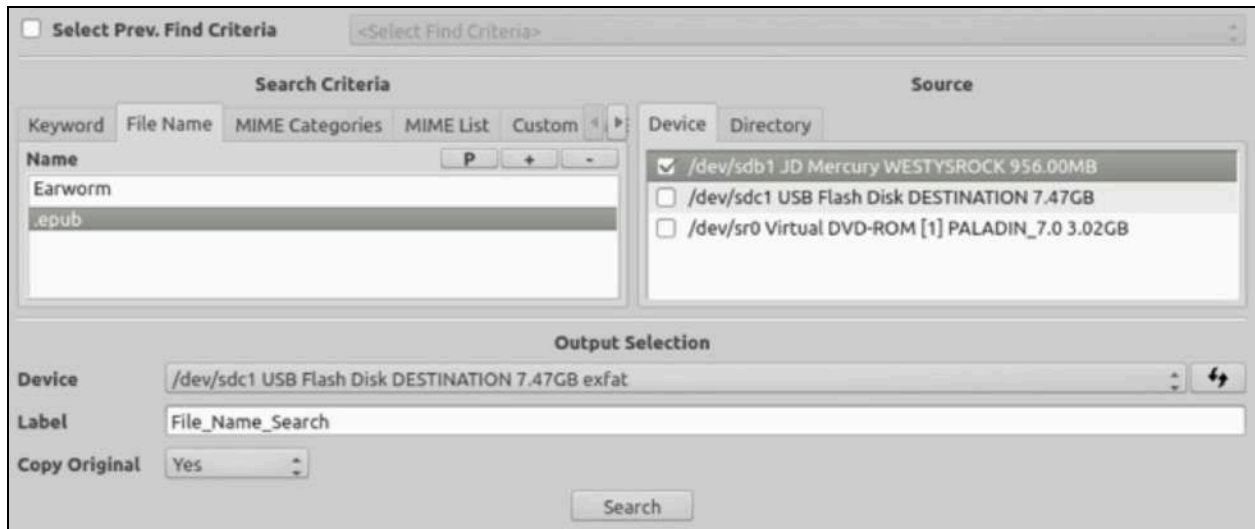 Select Prev. Find Criteria <Select Find Criteria>
Search Criteria
Keyword File Name MIME Categories MIME List Custom
Name P + -
Earworm
.epub
Source
Device Directory
/dev/sdb1 JD Mercury WESTYSROCK 956.00MB
/dev/sdc1 USB Flash Disk DESTINATION 7.47GB
/dev/sr0 Virtual DVD-ROM [1] PALADIN_7.0 3.02GB
Output Selection
Device /dev/sdc1 USB Flash Disk DESTINATION 7.47GB exfat
Label File_Name_Search
Copy Original Yes
Search